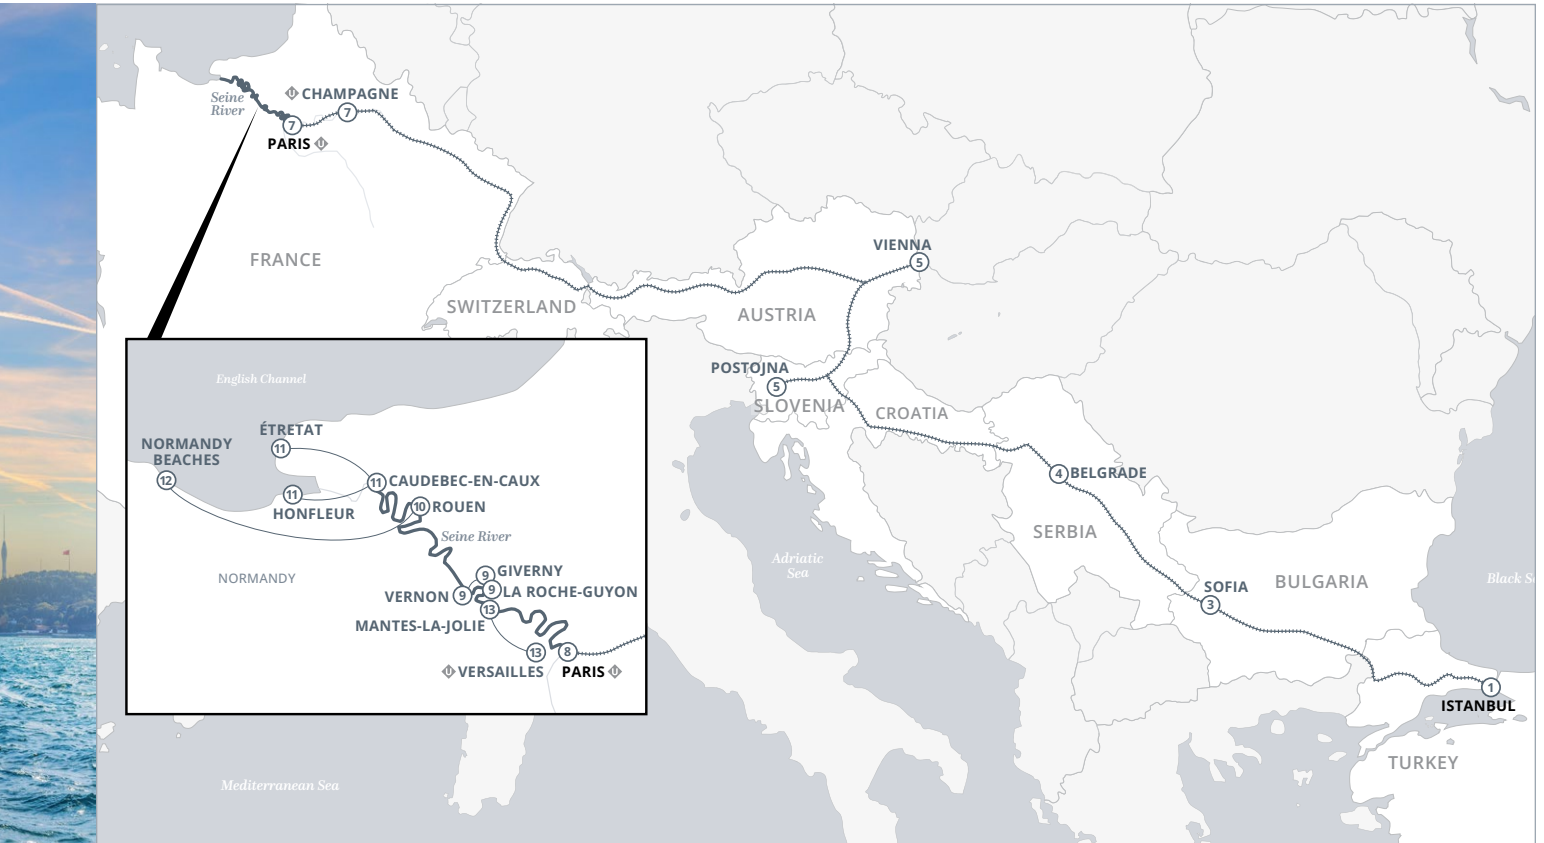 CHAMPAGNE
7
Seine
River
7
PARIS
FRANCE
SWITZERLAND
VIENNA
5
AUSTRIA
POSTOJNA
5
SLOVENIA
CROATIA
4 BELGRADE
SERBIA
Adriatic
Sea
SOFIA
3
BULGARIA
Black S
1
ISTANBUL
TURKEY
Mediterranean Sea
English Channel
ÉTRETAT
11
NORMANDY
BEACHES
12
11 CAUDEBEC-EN-CAUX
11
HONFLEUR
10 ROUEN
Seine River
NORMANDY
9 GIVERNY
9 LA ROCHE-GUYON
VERNON 9
13
MANTES-LA-JOLIE
13
VERSAILLES
8
PARIS